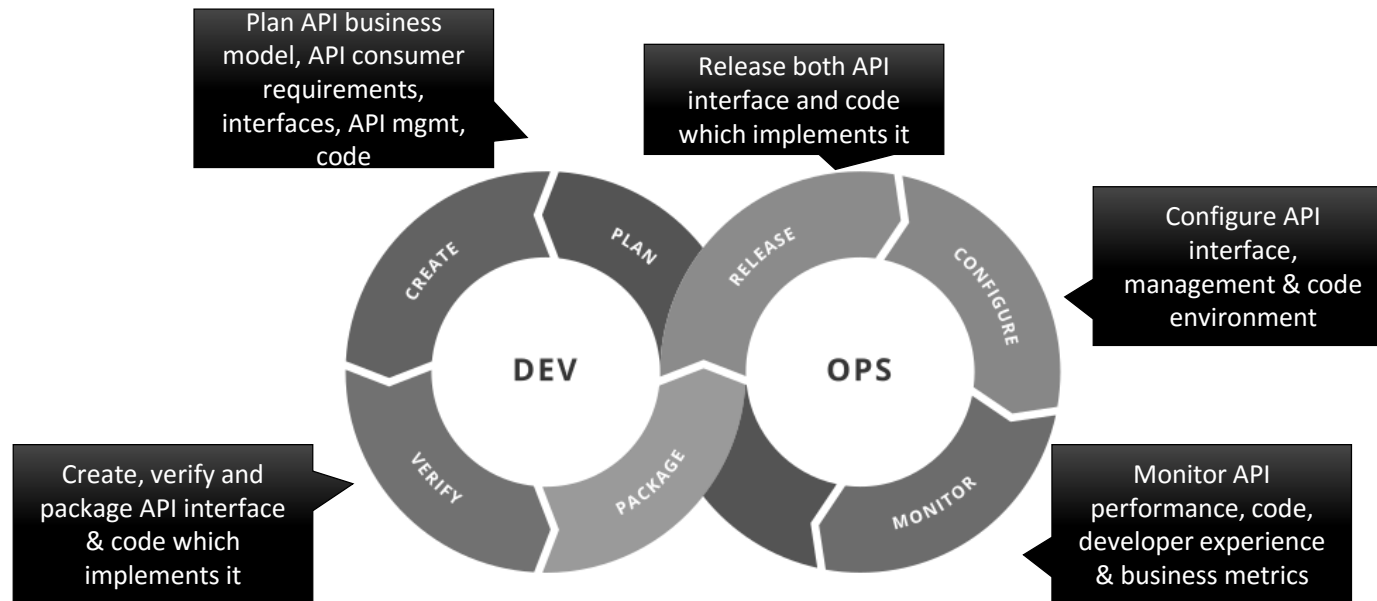 Plan API business
model, API consumer
requirements,
interfaces, API mgmt,
code
Release both API
interface and code
which implements it
Configure API
interface,
management & code
environment
CREATE
PLAN
RELEASE
CONFIGURE
DEV
OPS
VERIFY
PACKAGE
MONITOR
Create, verify and
package API interface
& code which
implements it
Monitor API
performance, code,
developer experience
& business metrics